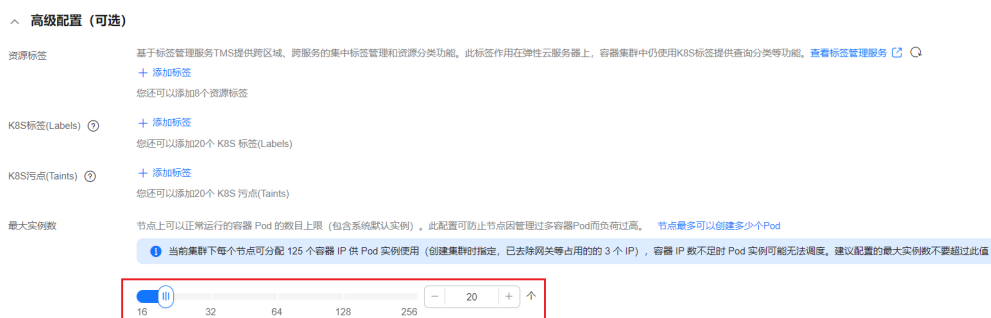 高级配置（可选）
资源标签
基于标签管理服务TMS提供跨区域、跨服务的集中标签管理和资源分类功能。此标签作用在弹性云服务器上，容器集群中仍使用K8S标签提供查询分类等功能。查看标签管理服务
+ 添加标签
您还可以添加8个资源标签
K8S标签(Labels) ?
+ 添加标签
您还可以添加20个 K8S 标签(Labels)
K8S污点(Taints) ?
+ 添加标签
您还可以添加20个 K8S 污点(Taints)
最大实例数
节点上可以正常运行的容器 Pod 的数目上限（包含系统默认实例）。此配置可防止节点因管理过多容器Pod而负荷过高。 节点最多可以创建多少个Pod
当前集群下每个节点可分配 125 个容器 IP 供 Pod 实例使用（创建集群时指定，已去除网关等占用的的 3 个 IP），容器 IP 数不足时 Pod 实例可能无法调度。建议配置的最大实例数不要超过此值
− 20 + 个
16 32 64 128 256